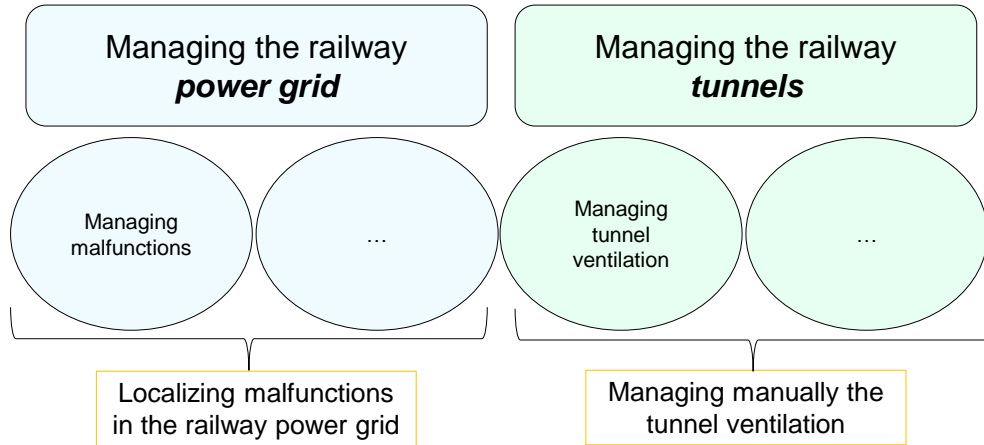 Managing the railway
power grid
Managing the railway
tunnels
Managing
malfunctions
...
Managing
tunnel
ventilation
...
Localizing malfunctions
in the railway power grid
Managing manually the
tunnel ventilation